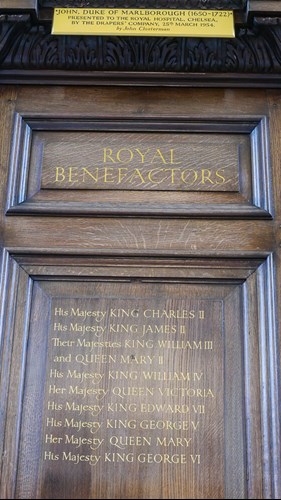 JOHN, DUKE OF MARLBOROUGH (1650-1722)
PRESENTED TO THE ROYAL HOSPITAL, CHELSEA,
BY THE DRAPERS' COMPANY, 25th MARCH 1954.
by John Closterman
ROYAL
BENEFACTORS
His Majesty KING CHARLES II
His Majesty KING JAMES II
Their Majesties KING WILLIAM III
and QUEEN MARY II
His Majesty KING WILLIAM IV
Her Majesty QUEEN VICTORIA
His Majesty KING EDWARD VII
His Majesty KING GEORGE V
Her Majesty QUEEN MARY
His Majesty KING GEORGE VI